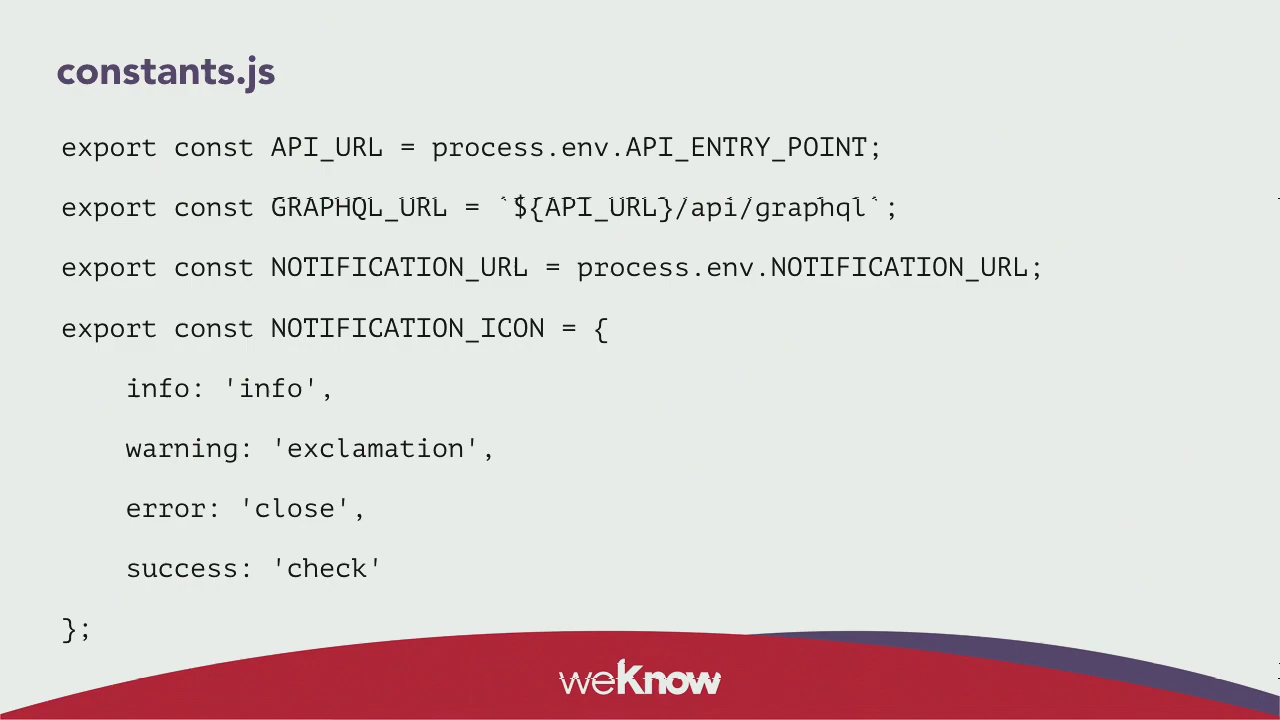 constants.js
export const API_URL = process.env.API_ENTRY_POINT;
export const GRAPHQL_URL = `${API_URL}/api/graphql`;
export const NOTIFICATION_URL = process.env.NOTIFICATION_URL;
export const NOTIFICATION_ICON = {
    info: 'info',
    warning: 'exclamation',
    error: 'close',
    success: 'check'
};
weKnow